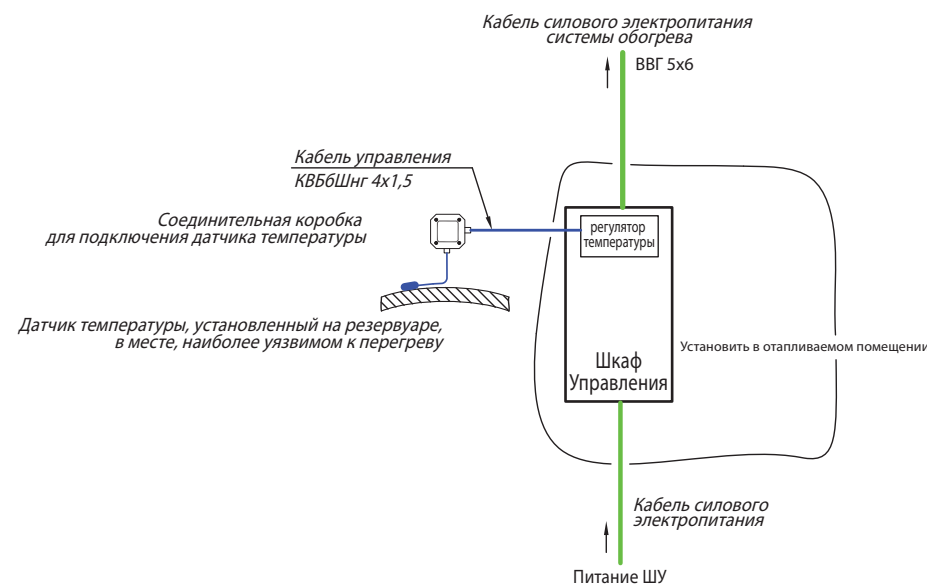 Кабель силового электропитания
системы обогрева
ВВГ 5х6
Кабель управления
КВБбШнг 4х1,5
Соединительная коробка
для подключения датчика температуры
регулятор
температуры
Датчик температуры, установленный на резервуаре,
в месте, наиболее уязвимом к перегреву
Установить в отапливаемом помещении
Шкаф
Управления
Кабель силового
электропитания
Питание ШУ